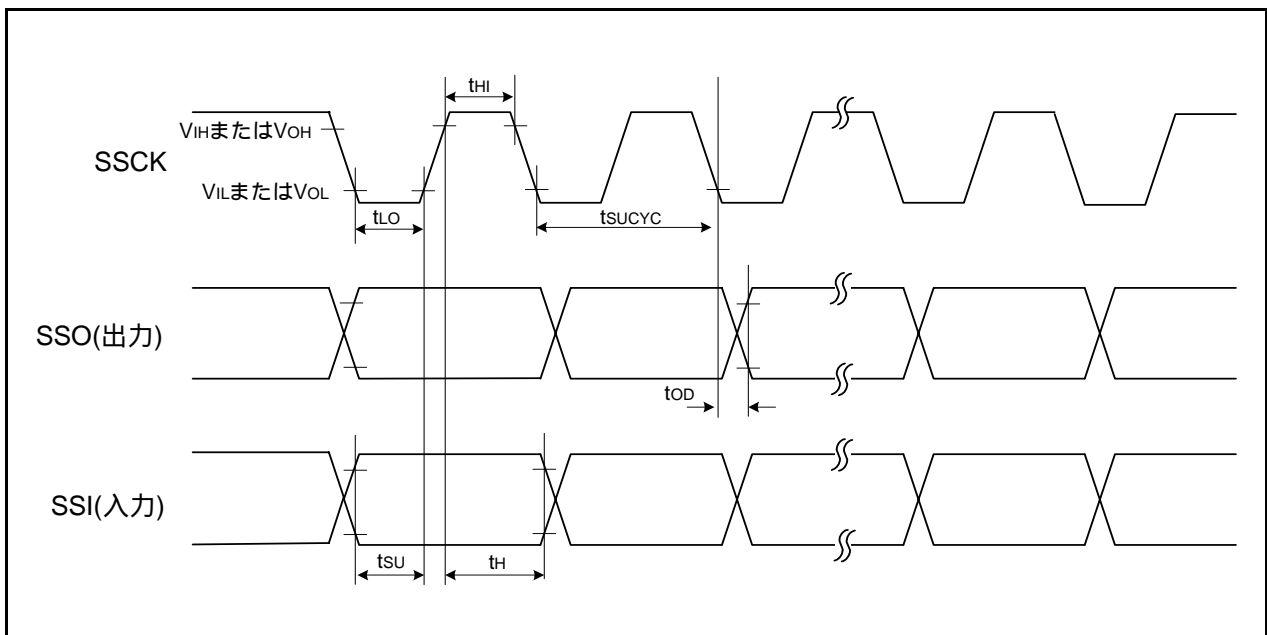 tHI
VIHまたはVOH
SSCK
VILまたはVOL
tLO
tSUCYC
SSO(出力)
tOD
SSI(入力)
tSU
tH